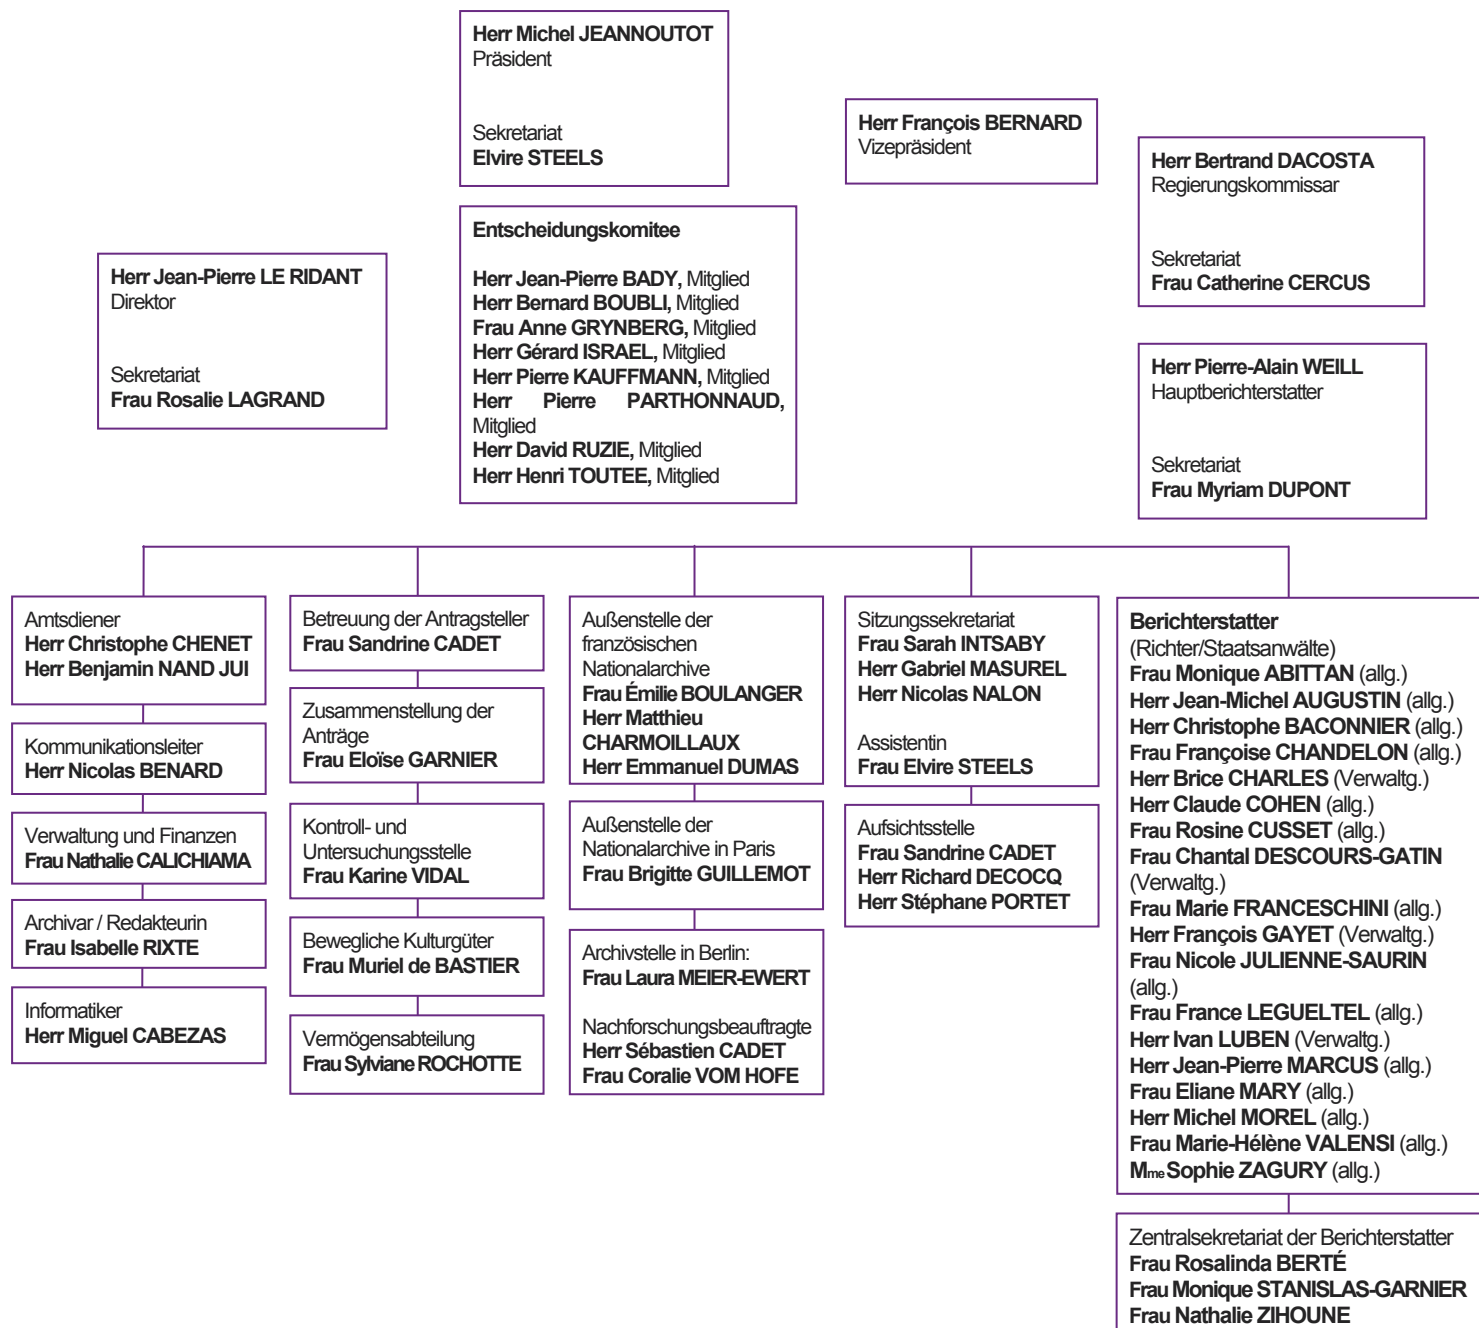 Herr Michel JEANNOUTOT
Präsident
Sekretariat
Elvire STEELS
Herr François BERNARD
Vizepräsident
Herr Bertrand DACOSTA
Regierungskommissar
Sekretariat
Frau Catherine CERCUS
Entscheidungskomitee
Herr Jean-Pierre BADY, Mitglied
Herr Bernard BOUBLI, Mitglied
Frau Anne GRYNBERG, Mitglied
Herr Gérard ISRAEL, Mitglied
Herr Pierre KAUFFMANN, Mitglied
Herr Pierre PARTHONNAUD,
Mitglied
Herr David RUZIE, Mitglied
Herr Henri TOUTEE, Mitglied
Herr Jean-Pierre LE RIDANT
Direktor
Sekretariat
Frau Rosalie LAGRAND
Herr Pierre-Alain WEILL
Hauptberichterstatter
Sekretariat
Frau Myriam DUPONT
Amtsdiener
Herr Christophe CHENET
Herr Benjamin NAND JUI
Kommunikationsleiter
Herr Nicolas BENARD
Verwaltung und Finanzen
Frau Nathalie CALICHIAMA
Archivar / Redakteurin
Frau Isabelle RIXTE
Informatiker
Herr Miguel CABEZAS
Betreuung der Antragsteller
Frau Sandrine CADET
Zusammenstellung der
Anträge
Frau Eloïse GARNIER
Kontroll- und
Untersuchungsstelle
Frau Karine VIDAL
Bewegliche Kulturgüter
Frau Muriel de BASTIER
Vermögensabteilung
Frau Sylviane ROCHOTTE
Außenstelle der
französischen
Nationalarchive
Frau Émilie BOULANGER
Herr Matthieu
CHARMOILLAUX
Herr Emmanuel DUMAS
Außenstelle der
Nationalarchive in Paris
Frau Brigitte GUILLEMOT
Archivstelle in Berlin:
Frau Laura MEIER-EWERT
Nachforschungsbeauftragte
Herr Sébastien CADET
Frau Coralie VOM HOFE
Sitzungssekretariat
Frau Sarah INTSABY
Herr Gabriel MASUREL
Herr Nicolas NALON
Assistentin
Frau Elvire STEELS
Aufsichtsstelle
Frau Sandrine CADET
Herr Richard DECOCQ
Herr Stéphane PORTET
Berichterstatter
(Richter/Staatsanwälte)
Frau Monique ABITTAN (allg.)
Herr Jean-Michel AUGUSTIN (allg.)
Herr Christophe BACONNIER (allg.)
Frau Françoise CHANDELON (allg.)
Herr Brice CHARLES (Verwaltg.)
Herr Claude COHEN (allg.)
Frau Rosine CUSSET (allg.)
Frau Chantal DESCOURS-GATIN
(Verwaltg.)
Frau Marie FRANCESCHINI (allg.)
Herr François GAYET (Verwaltg.)
Frau Nicole JULIENNE-SAURIN
(allg.)
Frau France LEGUELTEL (allg.)
Herr Ivan LUBEN (Verwaltg.)
Herr Jean-Pierre MARCUS (allg.)
Frau Eliane MARY (allg.)
Herr Michel MOREL (allg.)
Frau Marie-Hélène VALENSI (allg.)
Mme Sophie ZAGURY (allg.)
Zentralsekretariat der Berichterstatter
Frau Rosalinda BERTÉ
Frau Monique STANISLAS-GARNIER
Frau Nathalie ZIHOUNE